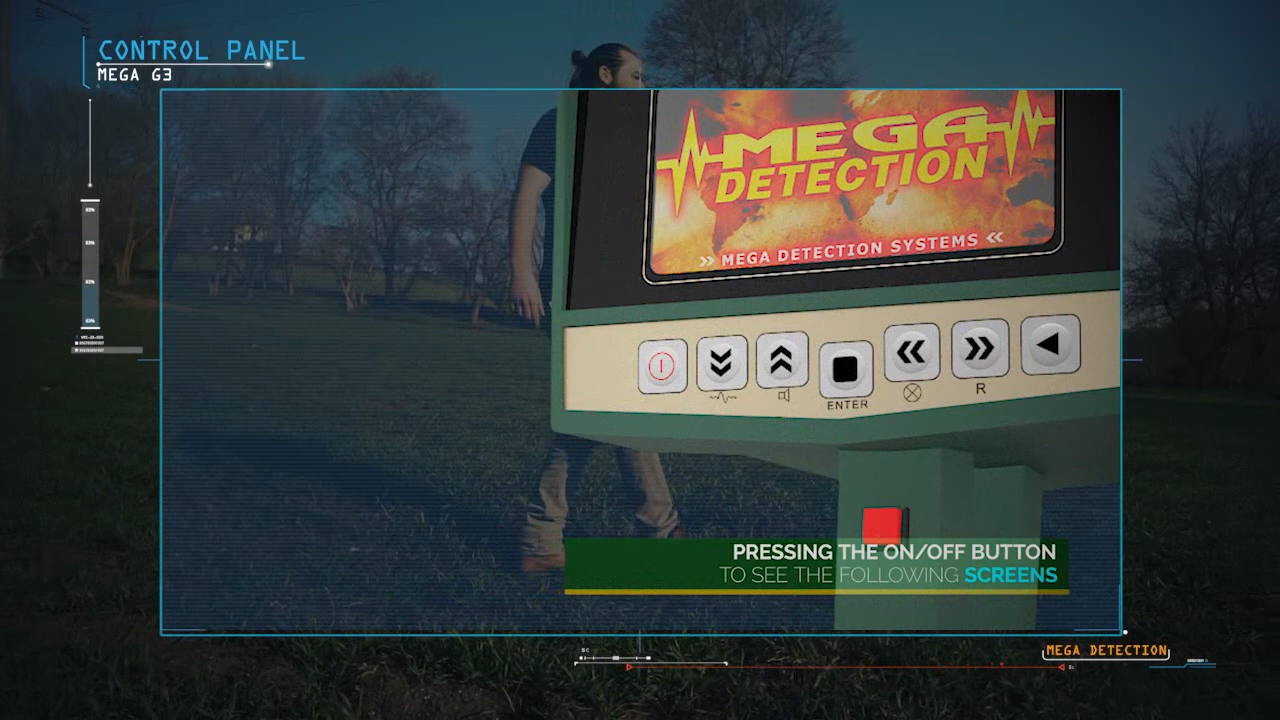 CONTROL PANEL
MEGA G3
MEGA
DETECTION
MEGA DETECTION SYSTEMS
ENTER
R
PRESSING THE ON/OFF BUTTON
TO SEE THE FOLLOWING SCREENS
MEGA DETECTION